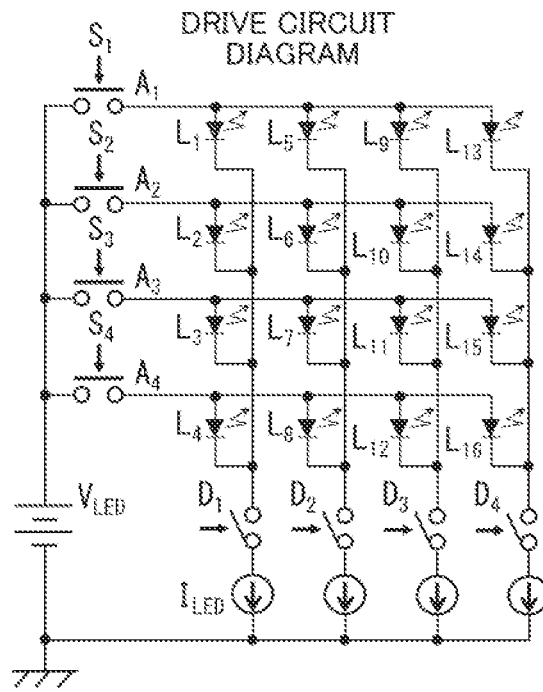 DRIVE CIRCUIT
DIAGRAM
S1
A1
L1 L5 L9 L13
S2
A2
L2 L6 L10 L14
S3
A3
L3 L7 L11 L15
S4
A4
L4 L8 L12 L16
VLED
D1 D2 D3 D4
ILED